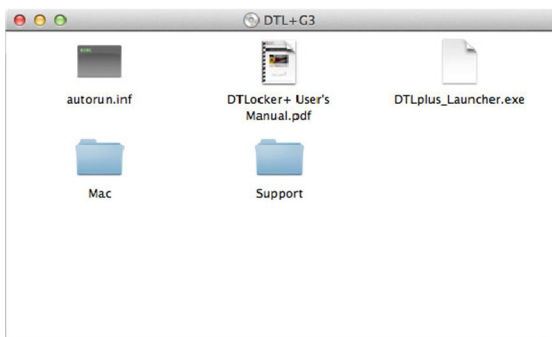 DTL+G3
autorun.inf
DTLocker+ User's
Manual.pdf
DTLplus_Launcher.exe
Mac
Support